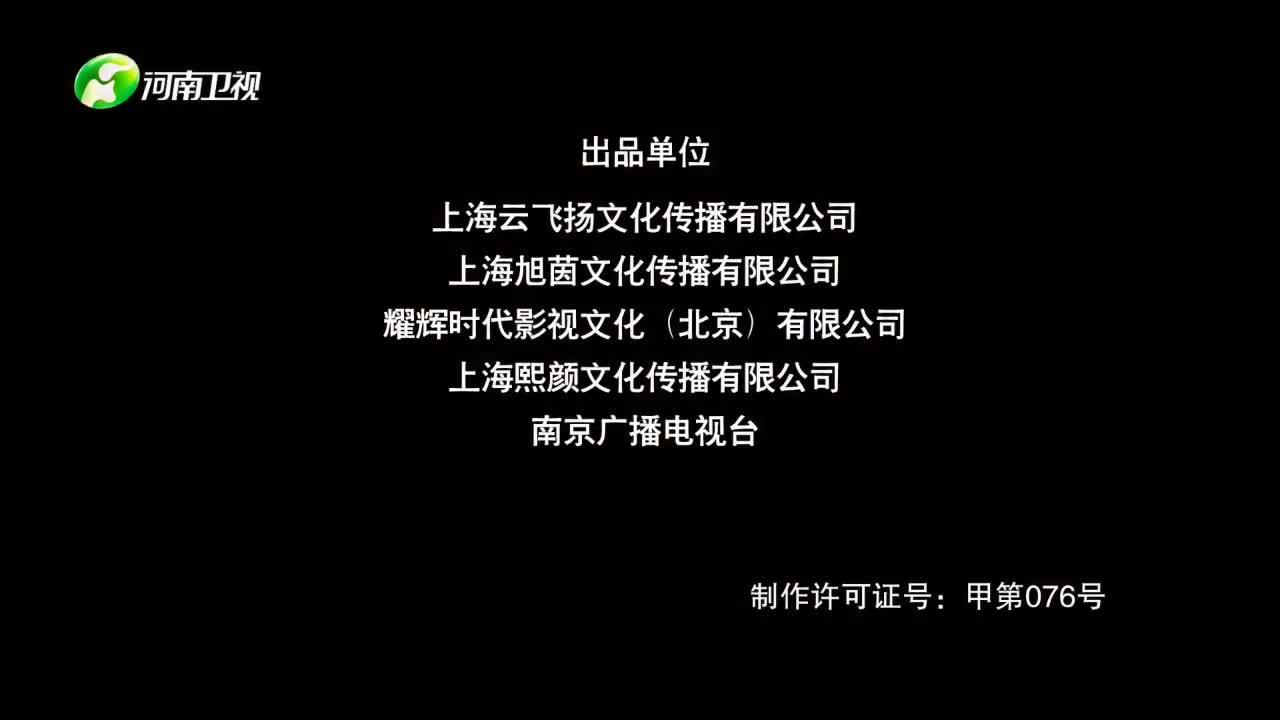 河南卫视
出品单位
上海云飞扬文化传播有限公司
上海旭茵文化传播有限公司
耀辉时代影视文化（北京）有限公司
上海熙颜文化传播有限公司
南京广播电视台
制作许可证号：甲第076号